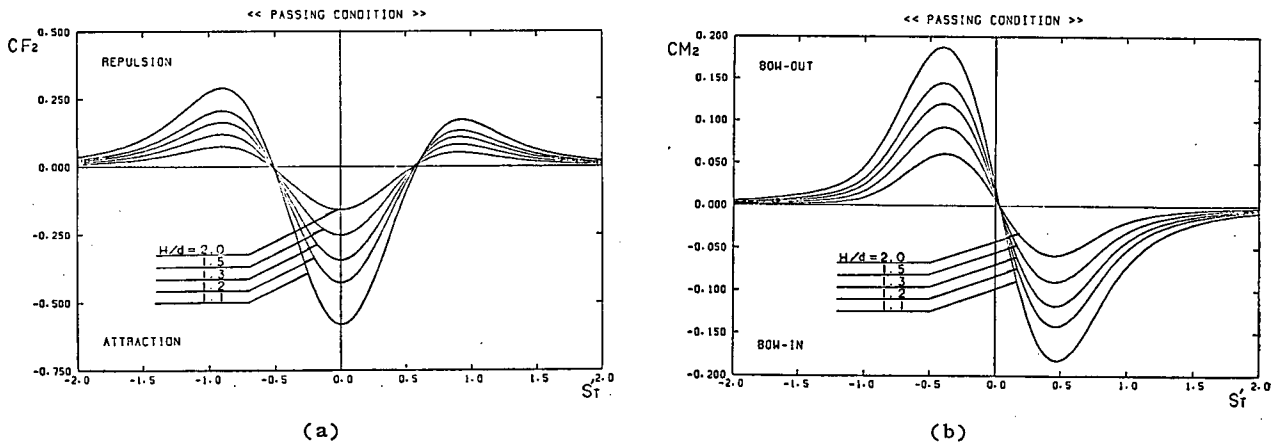 << PASSING CONDITION >>
CF2
0.500
REPULSION
0.250
0.000
-0.250
H/d=2.0
1.5
1.3
1.2
1.1
-0.500
ATTRACTION
-0.750
-2.0 -1.5 -1.0 -0.5 0.0 0.5 1.0 1.5 2.0
S'T
(a)
<< PASSING CONDITION >>
CM2
0.200
BOW-OUT
0.150
0.100
0.050
0.000
-0.050
H/d=2.0
1.5
1.3
1.2
1.1
-0.100
-0.150
BOW-IN
-0.200
-2.0 -1.5 -1.0 -0.5 0.0 0.5 1.0 1.5 2.0
S'T
(b)